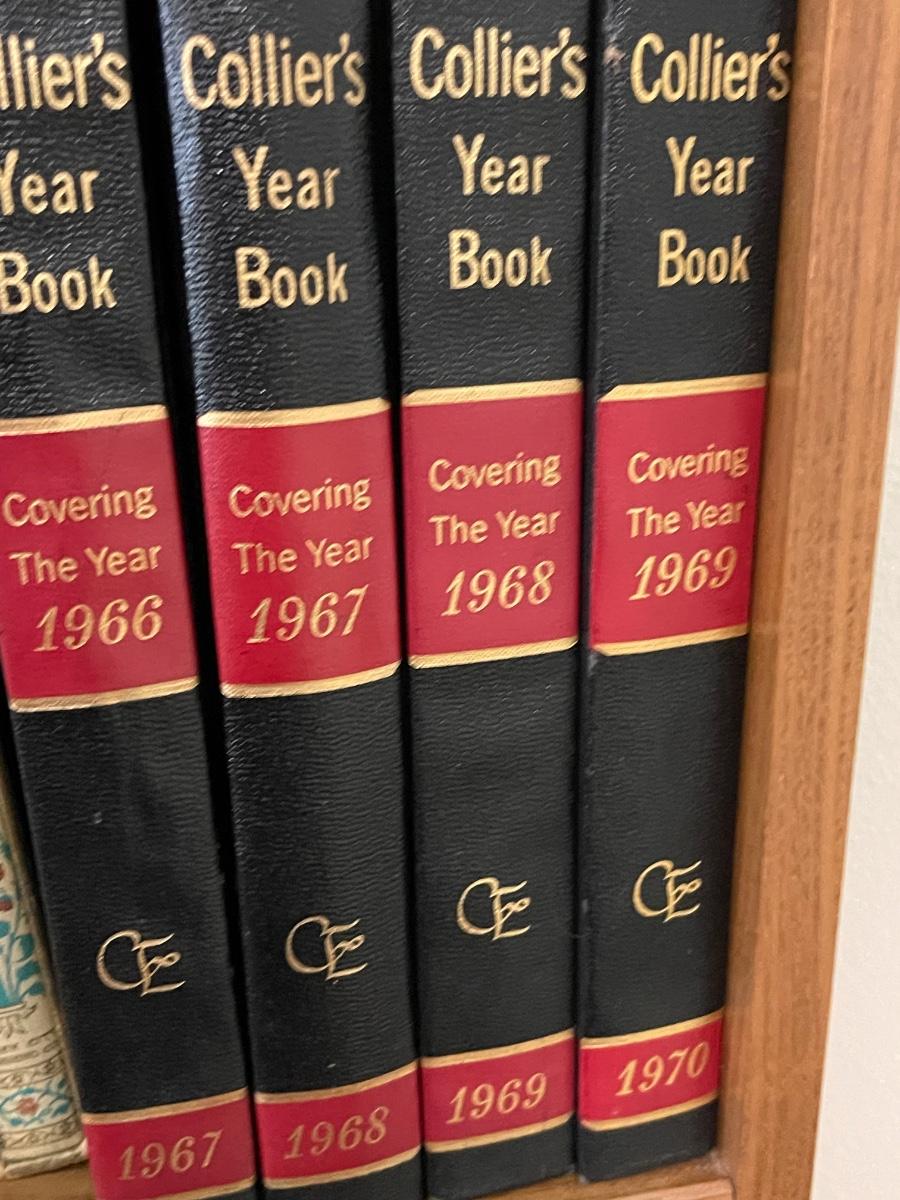 llier's
Year
Book
Covering
The Year
1966
CE
1967
Collier's
Year
Book
Covering
The Year
1967
CE
1968
Collier's
Year
Book
Covering
The Year
1968
CE
1969
Collier's
Year
Book
Covering
The Year
1969
CE
1970